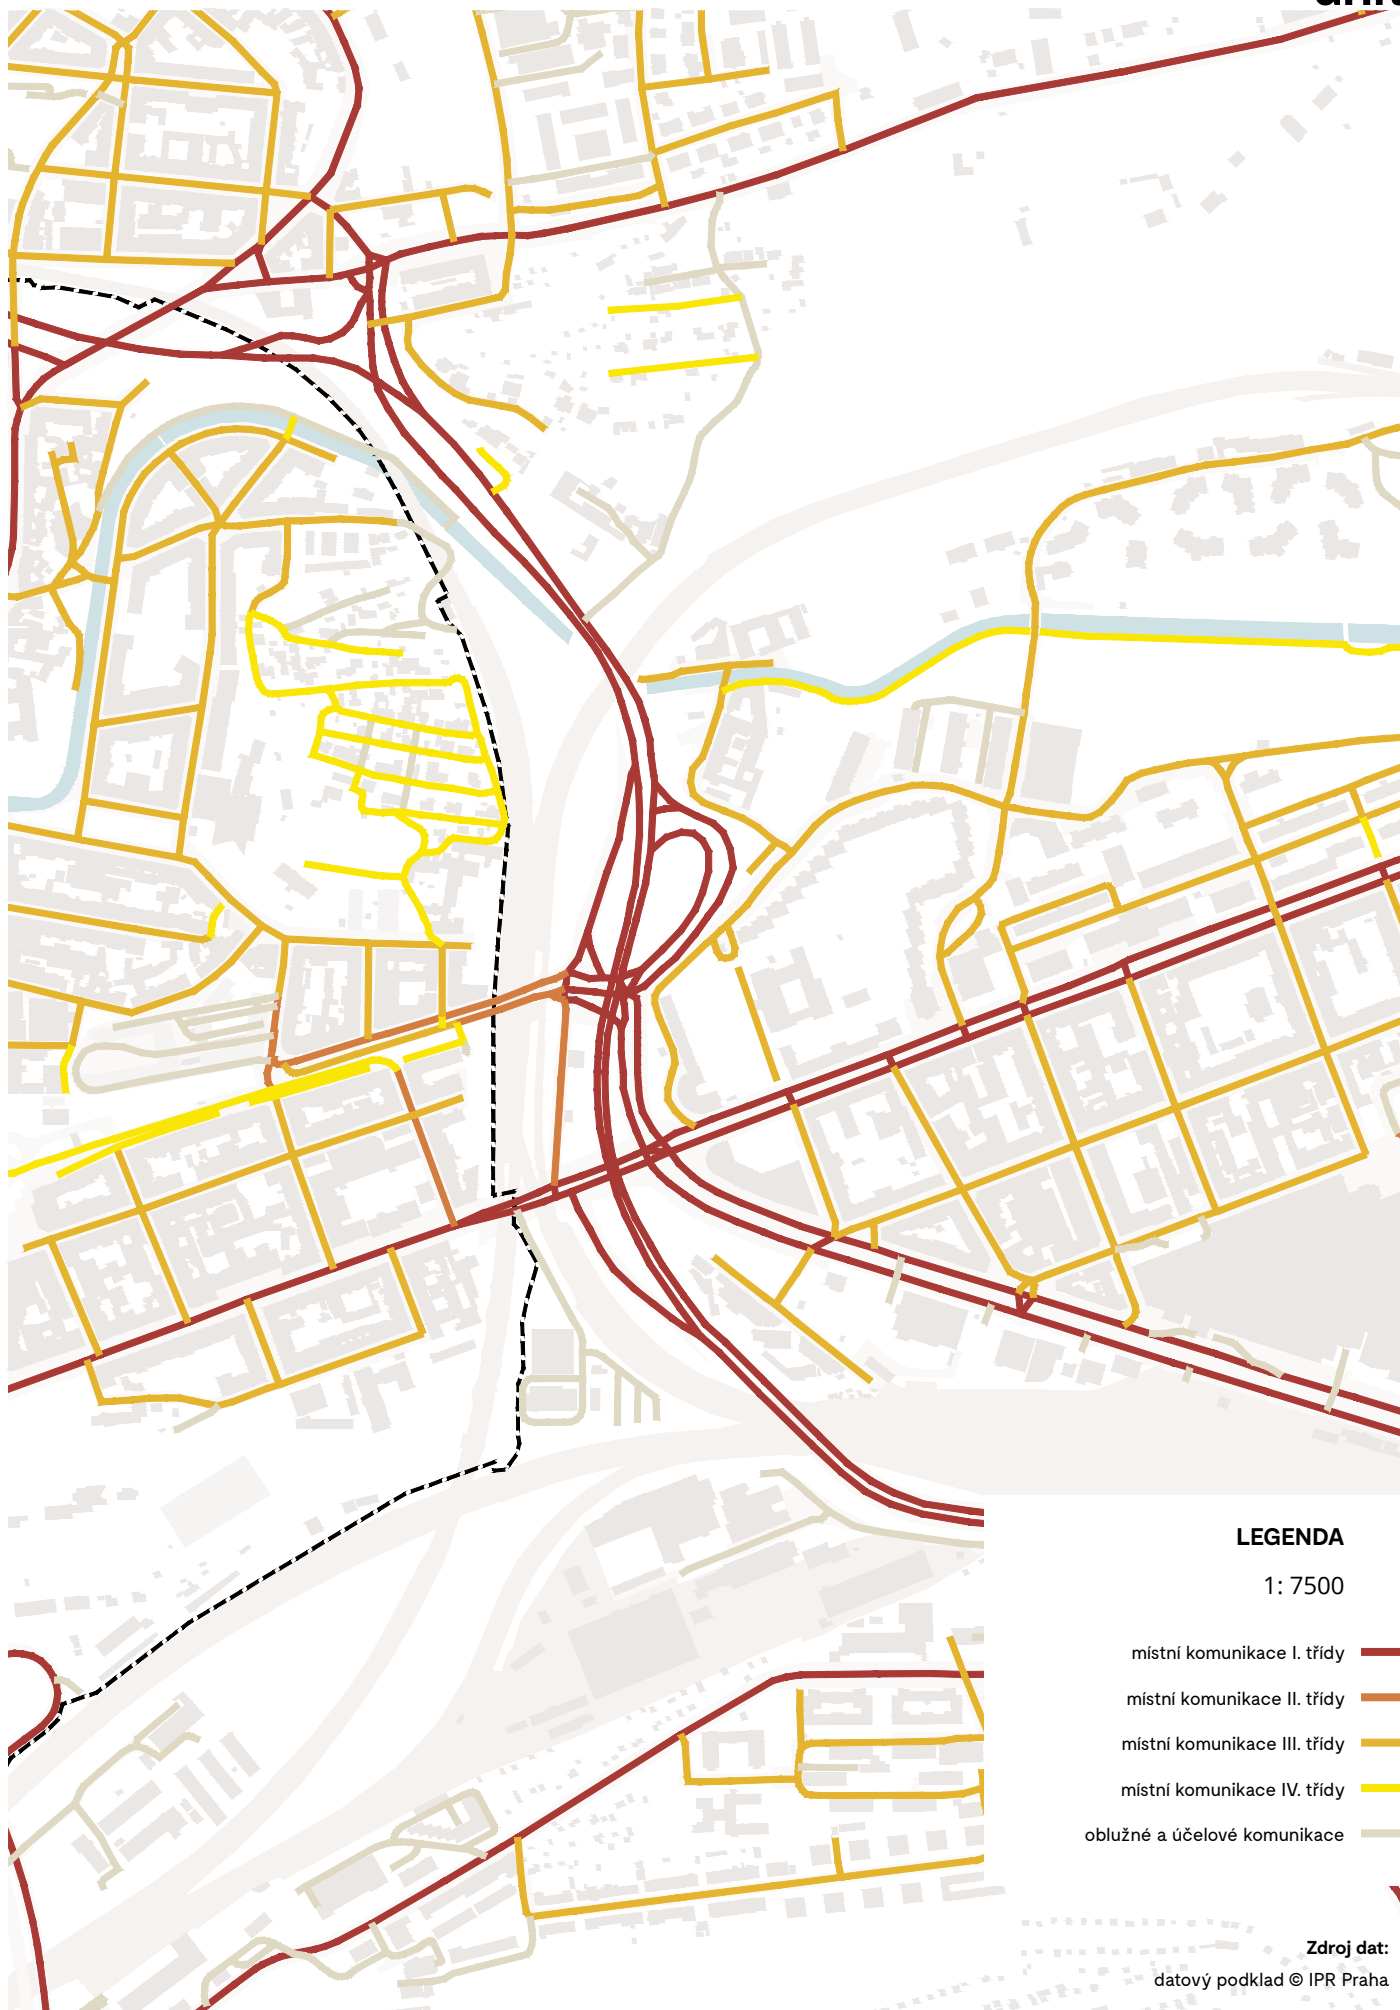 LEGENDA
1: 7500
místní komunikace I. třídy
místní komunikace II. třídy
místní komunikace III. třídy
místní komunikace IV. třídy
oblužné a účelové komunikace
Zdroj dat:
datový podklad © IPR Praha